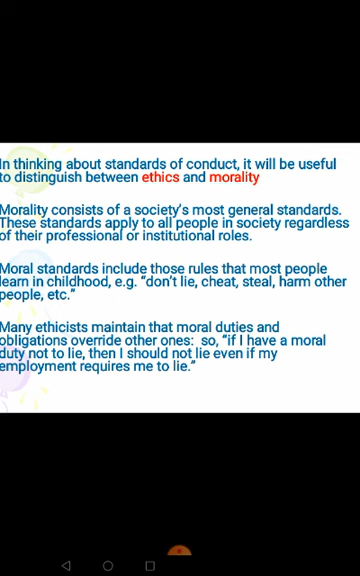 In thinking about standards of conduct, it will be useful
to distinguish between ethics and morality
Morality consists of a society's most general standards.
These standards apply to all people in society regardless
of their professional or institutional roles.
Moral standards include those rules that most people
learn in childhood, e.g. "don't lie, cheat, steal, harm other
people, etc."
Many ethicists maintain that moral duties and
obligations override other ones:  so, "if I have a moral
duty not to lie, then I should not lie even if my
employment requires me to lie."